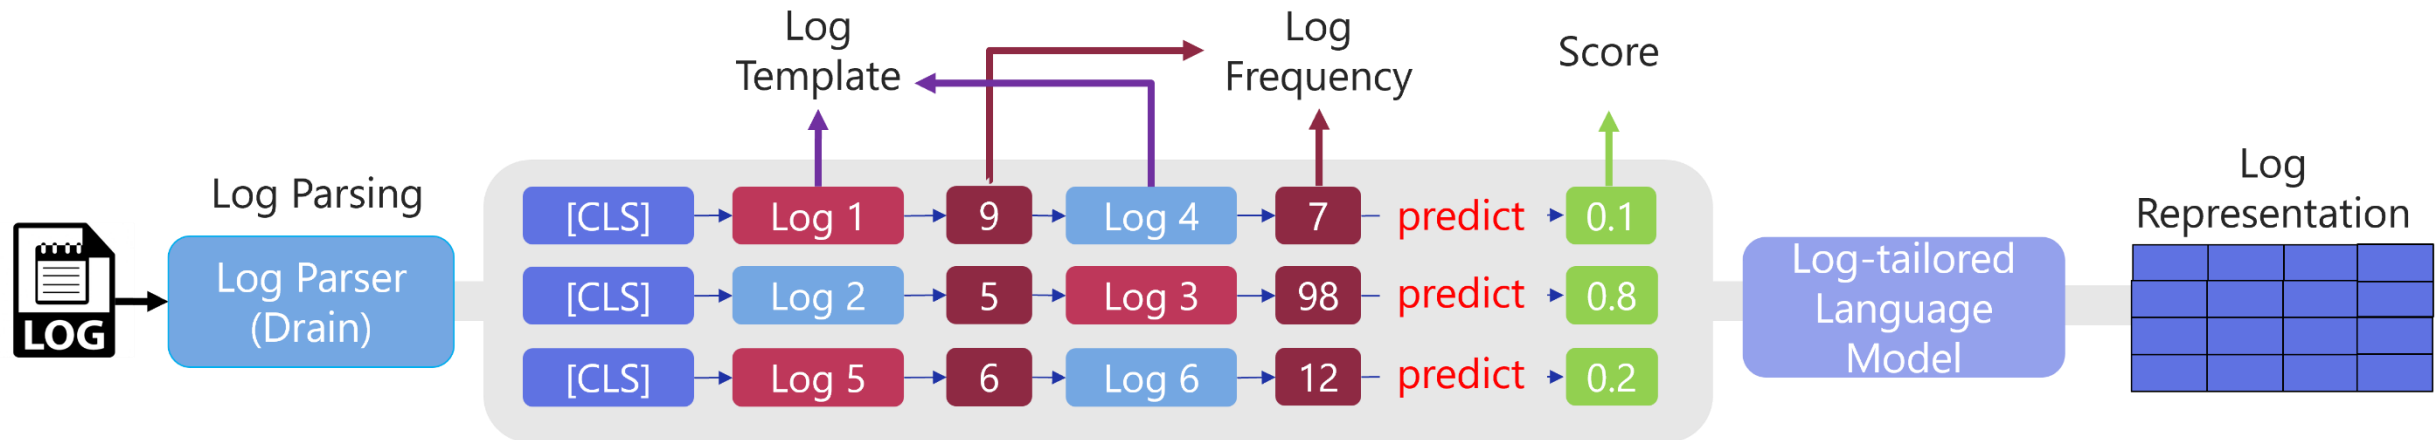 Log
Template
Log
Frequency
Score
Log Parsing
LOG
Log Parser
(Drain)
[CLS] Log 1 9 Log 4 7 predict 0.1
[CLS] Log 2 5 Log 3 98 predict 0.8
[CLS] Log 5 6 Log 6 12 predict 0.2
Log-tailored
Language
Model
Log
Representation